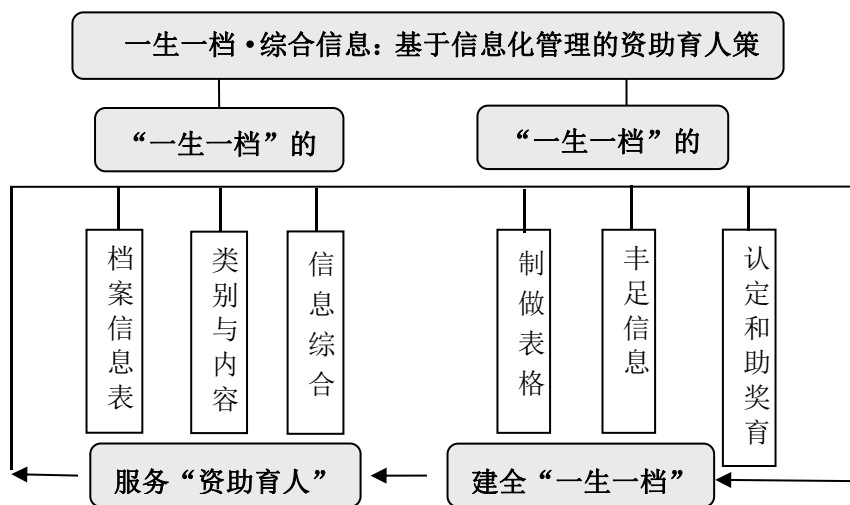 一生一档·综合信息：基于信息化管理的资助育人策
“一生一档”的
“一生一档”的
档案信息表
类别与内容
信息综合
制做表格
丰足信息
认定和助奖育
服务“资助育人”
建全“一生一档”